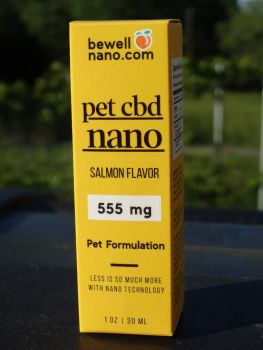 bewell
nano.com
pet cbd
nano
SALMON FLAVOR
555 mg
Pet Formulation
LESS IS SO MUCH MORE
WITH NANO TECHNOLOGY
1 OZ | 30 ML